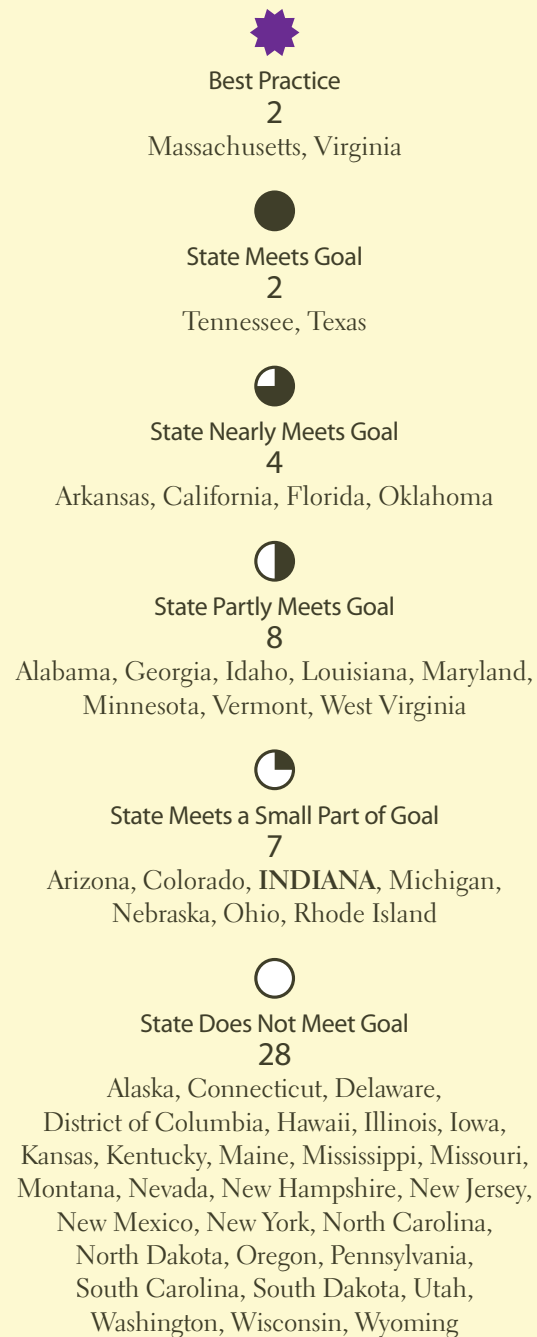 Best Practice
2
Massachusetts, Virginia
State Meets Goal
2
Tennessee, Texas
State Nearly Meets Goal
4
Arkansas, California, Florida, Oklahoma
State Partly Meets Goal
8
Alabama, Georgia, Idaho, Louisiana, Maryland,
Minnesota, Vermont, West Virginia
State Meets a Small Part of Goal
7
Arizona, Colorado, INDIANA, Michigan,
Nebraska, Ohio, Rhode Island
State Does Not Meet Goal
28
Alaska, Connecticut, Delaware,
District of Columbia, Hawaii, Illinois, Iowa,
Kansas, Kentucky, Maine, Mississippi, Missouri,
Montana, Nevada, New Hampshire, New Jersey,
New Mexico, New York, North Carolina,
North Dakota, Oregon, Pennsylvania,
South Carolina, South Dakota, Utah,
Washington, Wisconsin, Wyoming